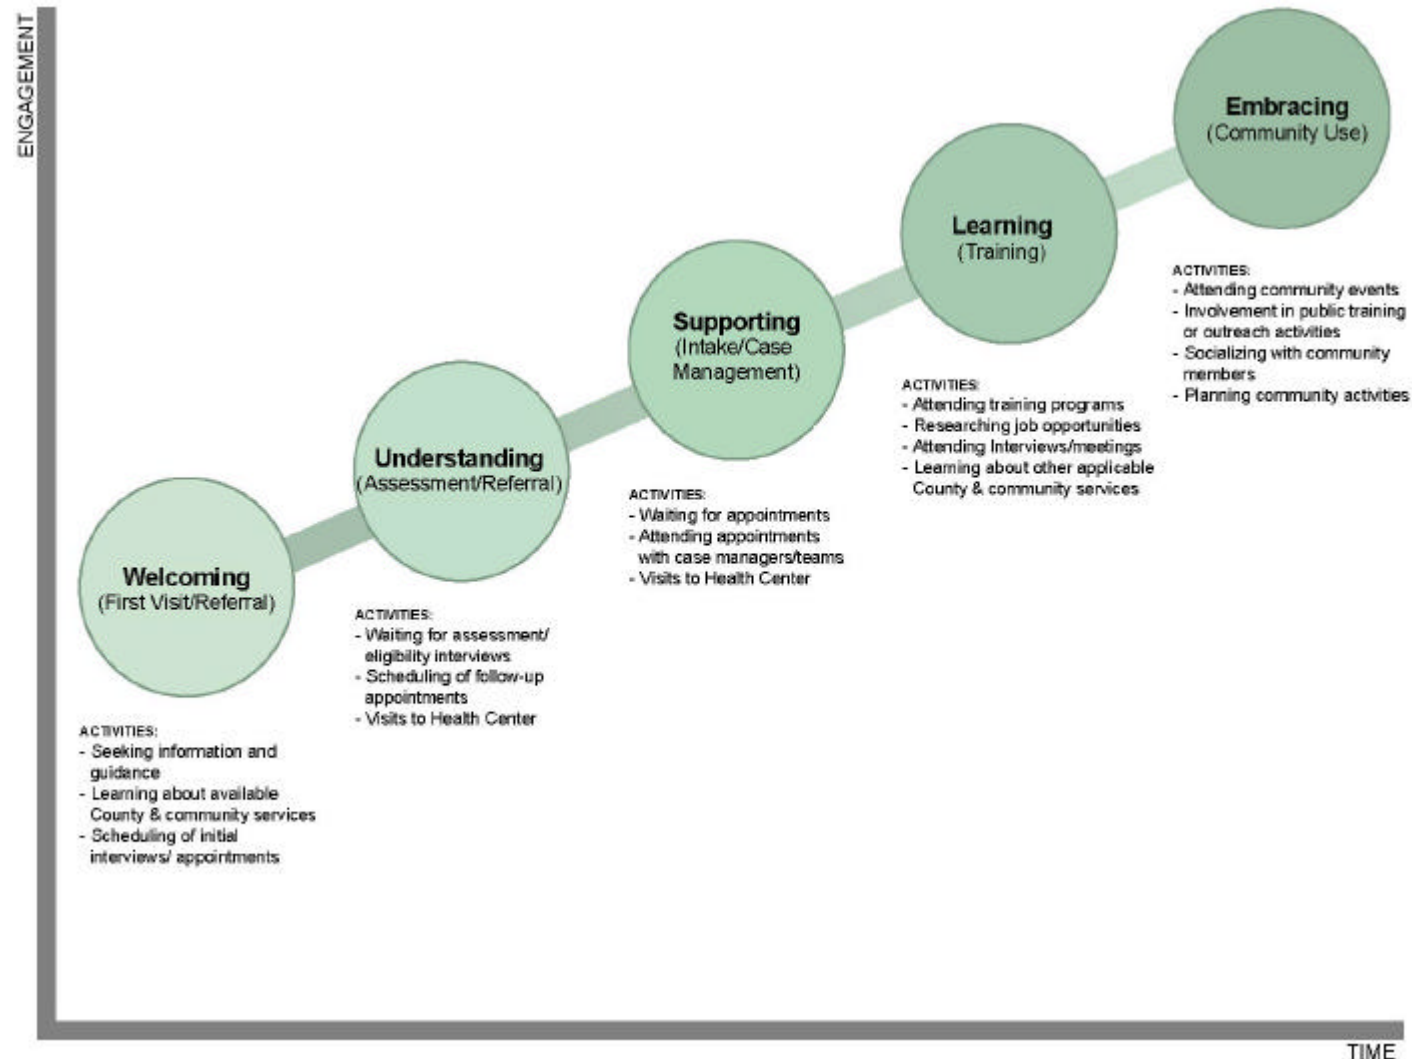 ENGAGEMENT
Welcoming
(First Visit/Referral)
ACTIVITIES:
- Seeking information and
guidance
- Learning about available
County & community services
- Scheduling of initial
interviews/ appointments
Understanding
(Assessment/Referral)
ACTIVITIES:
- Waiting for assessment/
eligibility interviews
- Scheduling of follow-up
appointments
- Visits to Health Center
Supporting
(Intake/Case
Management)
ACTIVITIES:
- Waiting for appointments
- Attending appointments
with case managers/teams
- Visits to Health Center
Learning
(Training)
ACTIVITIES:
- Attending training programs
- Researching job opportunities
- Attending Interviews/meetings
- Learning about other applicable
County & community services
Embracing
(Community Use)
ACTIVITIES:
- Attending community events
- Involvement in public training
or outreach activities
- Socializing with community
members
- Planning community activities
TIME